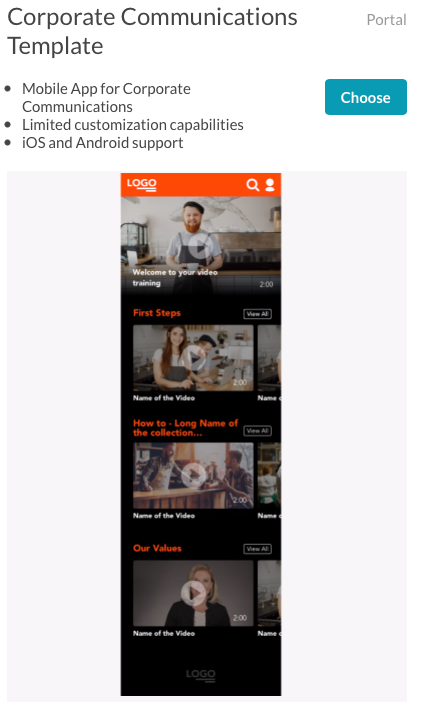 Corporate Communications
Template
Portal
Mobile App for Corporate
Communications
Limited customization capabilities
iOS and Android support
Choose
LOGO
Welcome to your video
training
2:00
First Steps
View All
2:00
Name of the Video
Name
How to - Long Name of
the collection...
View All
2:00
Name of the Video
Name
Our Values
View All
2:00
Name of the Video
Name
LOGO